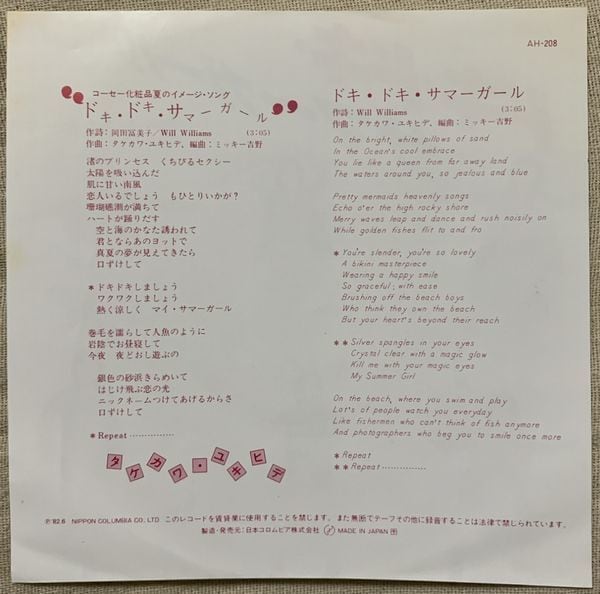 AH-208
コーセー化粧品夏のイメージ・ソング
ドキ・ドキ・サマーガール
作詩：岡田冨美子/Will Williams (3:05)
作曲：タケカワ・ユキヒデ、編曲：ミッキー吉野
渚のプリンセス くちびるセクシー
太陽を吸い込んだ
肌に甘い南風
恋人いるでしょう もひとりいかが？
珊瑚礁潮が満ちて
ハートが踊りだす
空と海のかなた誘われて
君とならあのヨットで
真夏の夢が見えてきたら
口ずけして
＊ドキドキしましょう
ワクワクしましょう
熱く涼しく マイ・サマーガール
巻毛を濡らして人魚のように
岩陰でお昼寝して
今夜 夜どおし遊ぶの
銀色の砂浜きらめいて
はじけ飛ぶ恋の光
ニックネームつけてあげるからさ
口ずけして
＊Repeat ……………
タケカワ・ユキヒデ
ドキ・ドキ・サマーガール
作詩：Will Williams (3:05)
作曲：タケカワ・ユキヒデ、編曲：ミッキー吉野
On the bright, white pillows of sand
In the Ocean's cool embrace
You lie like a queen from far away land
The waters around you, so jealous and blue
Pretty mermaids heavenly songs
Echo o'er the high rocky share
Merry waves leap and dance and rush noisily on
While golden fishes flit to and fro
＊You're slender, you're so lovely
A bikini masterpiece
Wearing a happy smile
So graceful; with ease
Brushing off the beach boys
Who think they own the beach
But your heart's beyond their reach
＊＊Silver spangles in your eyes
Crystal clear with a magic glow
Kill me with your magic eyes
My Summer Girl
On the beach, where you swim and play
Lot's of people watch you everyday
Like fishermen who can't think of fish anymore
And photographers who beg you to smile once more
＊Repeat
＊＊Repeat……………
Ⓟ'82.6 NIPPON COLUMBIA CO., LTD. このレコードを賃貸業に使用することを禁じます。また無断でテープその他に録音することは法律で禁じられています。
製造・発売元：日本コロムビア株式会社 MADE IN JAPAN